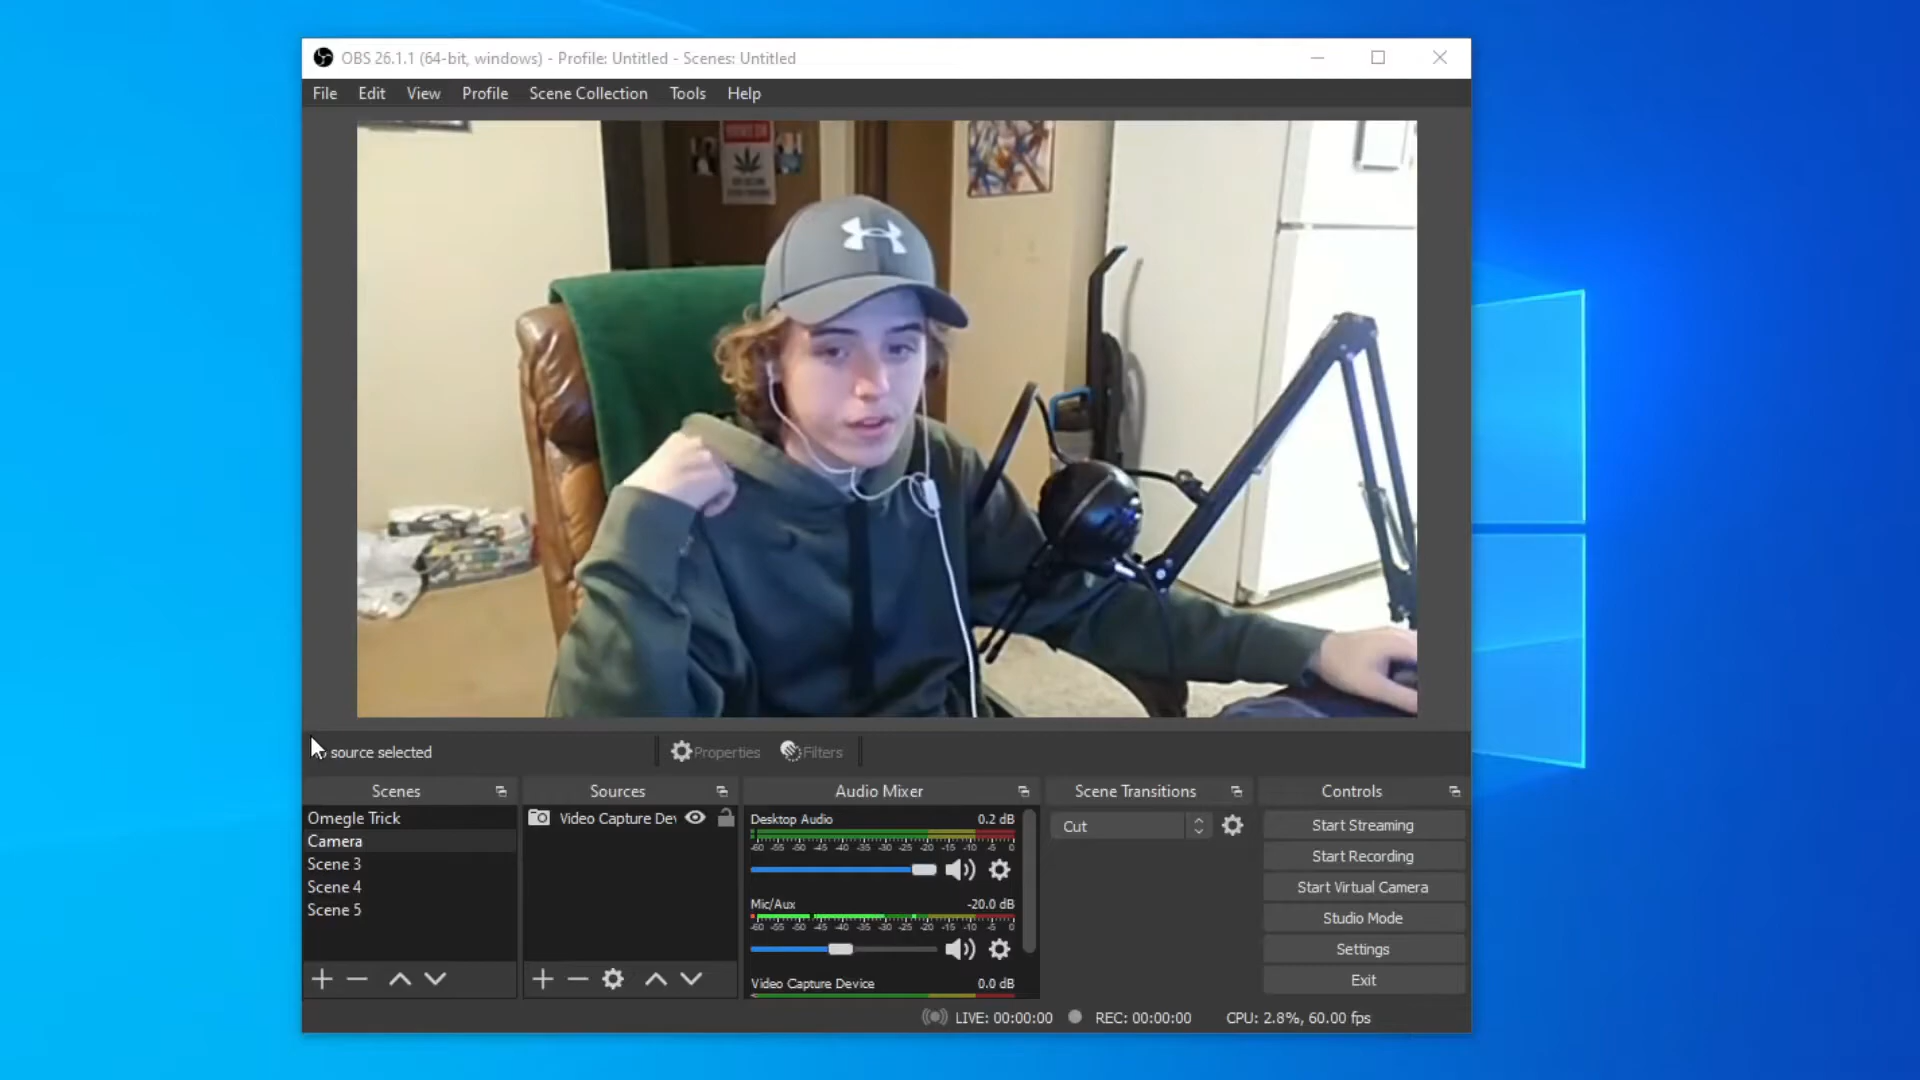 OBS 26.1.1 (64-bit, windows) - Profile: Untitled - Scenes: Untitled
File Edit View Profile Scene Collection Tools Help
source selected Properties Filters
Scenes Sources Audio Mixer Scene Transitions Controls
Omegle Trick
Camera
Scene 3
Scene 4
Scene 5
Video Capture Dev
Desktop Audio 0.2 dB
-60 -55 -50 -45 -40 -35 -30 -25 -20 -15 -10 -5 0
Mic/Aux -20.0 dB
-60 -55 -50 -45 -40 -35 -30 -25 -20 -15 -10 -5 0
Video Capture Device 0.0 dB
Cut
Start Streaming
Start Recording
Start Virtual Camera
Studio Mode
Settings
Exit
LIVE: 00:00:00 REC: 00:00:00 CPU: 2.8%, 60.00 fps